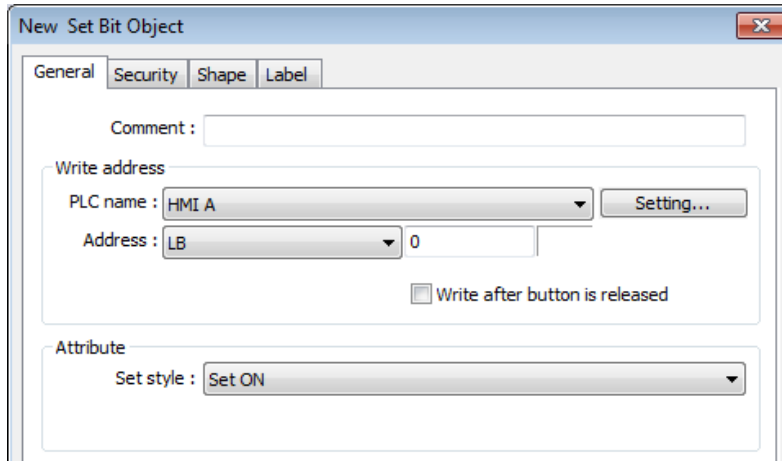 New Set Bit Object
General Security Shape Label
Comment :
Write address
PLC name : HMI A Setting...
Address : LB 0
Write after button is released
Attribute
Set style : Set ON